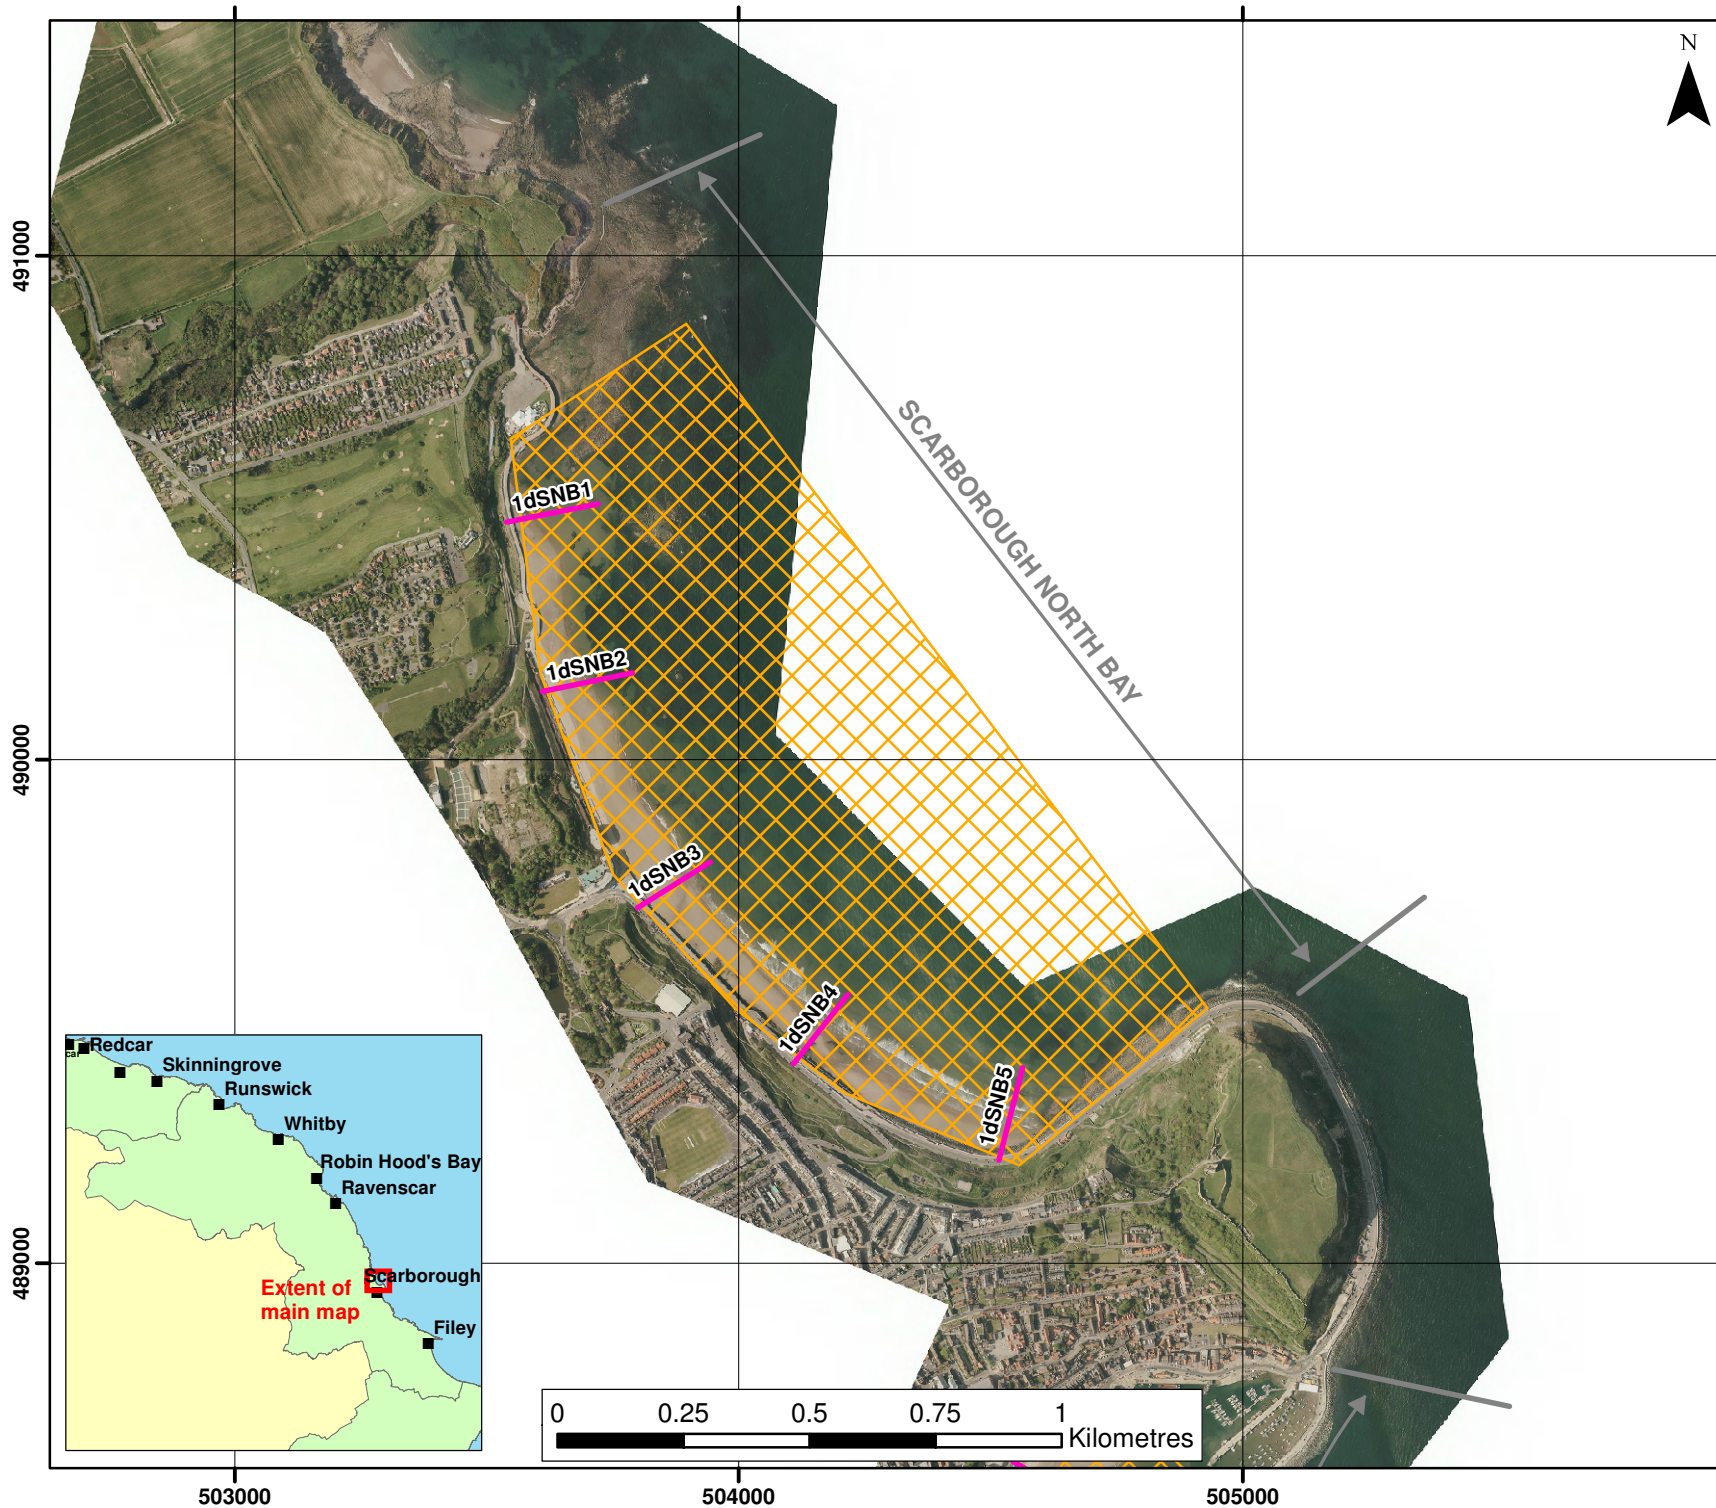 N
491000
490000
489000
SCARBOROUGH NORTH BAY
1dSNB1
1dSNB2
1dSNB3
1dSNB4
1dSNB5
Redcar
car
Skinningrove
Runswick
Whitby
Robin Hood's Bay
Ravenscar
Scarborough
Extent of
main map
Filey
0 0.25 0.5 0.75 1
Kilometres
503000 504000 505000